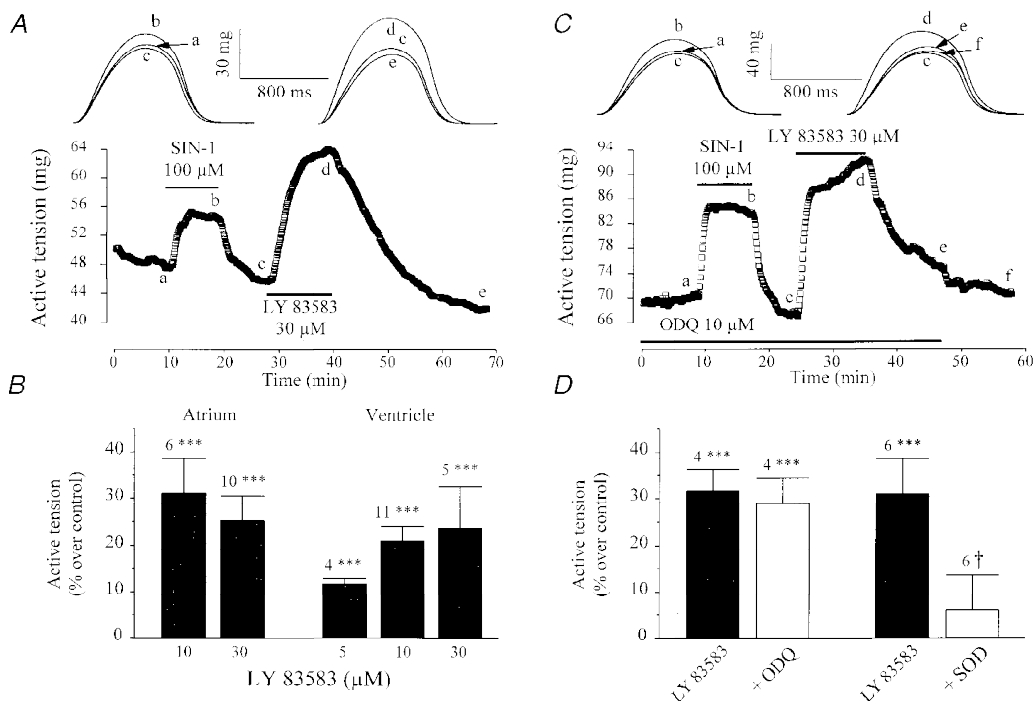 A
b
a
c
30 mg
800 ms
d
c
e
SIN-1
100 µM
Active tension (mg)
64
60
56
52
48
44
40
a
b
c
d
e
LY 83583
30 µM
0
10
20
30
40
50
60
70
Time (min)
C
b
a
c
40 mg
800 ms
d
e
f
c
SIN-1
100 µM
LY 83583 30 µM
Active tension (mg)
94
90
86
82
78
74
70
66
a
b
c
d
e
f
ODQ 10 µM
0
10
20
30
40
50
60
Time (min)
B
Atrium
Ventricle
Active tension
(% over control)
40
30
20
10
0
6 ***
10 ***
4 ***
11 ***
5 ***
10
30
5
10
30
LY 83583 (µM)
D
Active tension
(% over control)
40
30
20
10
0
4 ***
4 ***
6 ***
6 †
LY 83583
+ ODQ
LY 83583
+ SOD